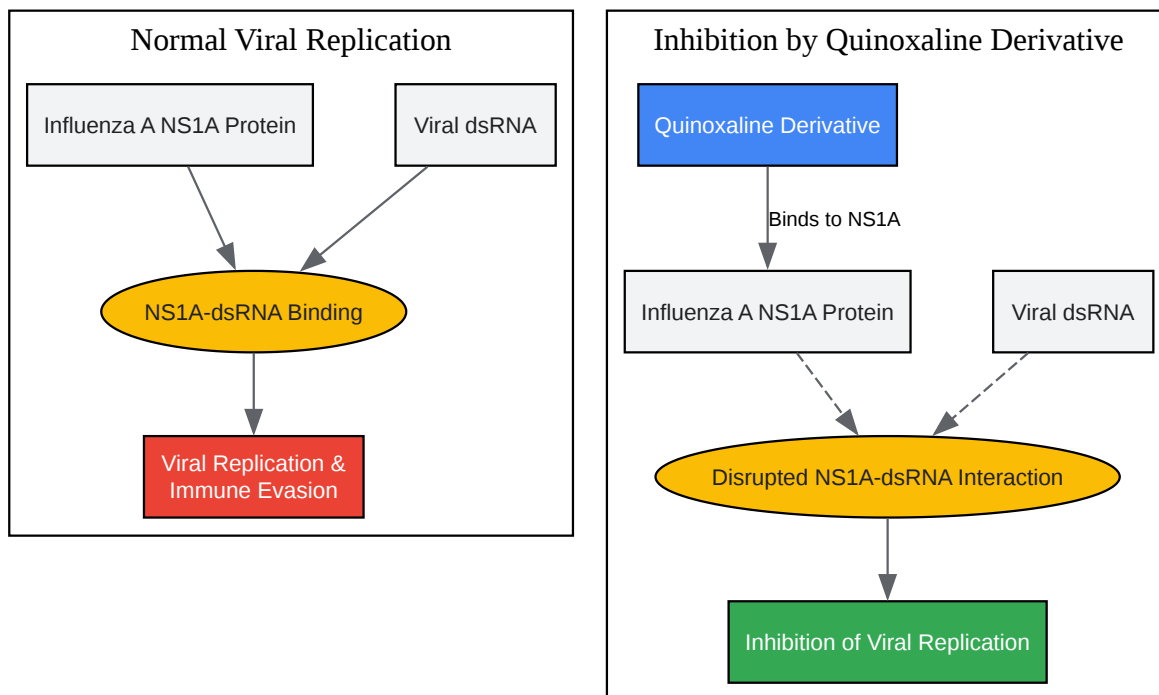 Normal Viral Replication
Influenza A NS1A Protein
Viral dsRNA
NS1A-dsRNA Binding
Viral Replication &
Immune Evasion
Inhibition by Quinoxaline Derivative
Quinoxaline Derivative
Binds to NS1A
Influenza A NS1A Protein
Viral dsRNA
Disrupted NS1A-dsRNA Interaction
Inhibition of Viral Replication